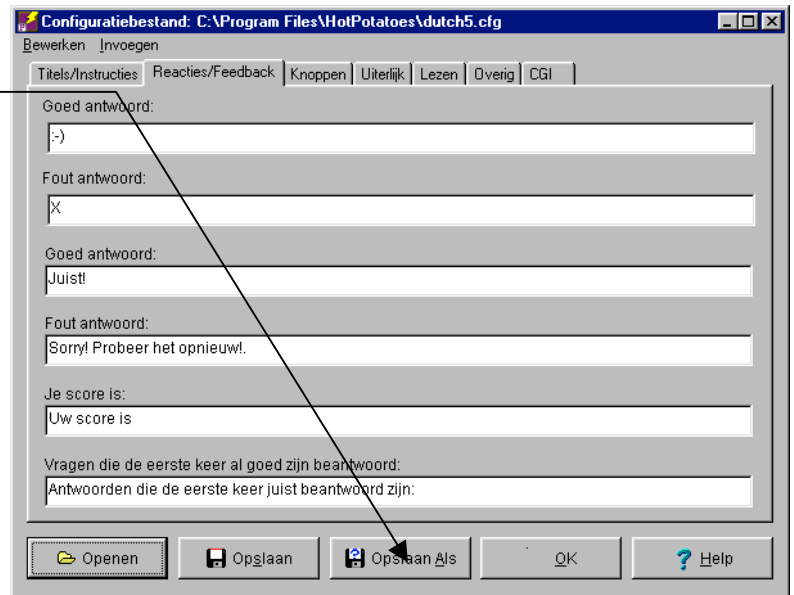 Configuratiebestand: C:\Program Files\HotPotatoes\dutch5.cfg
Bewerken Invoegen
Titels/Instructies Reacties/Feedback Knoppen Uiterlijk Lezen Overig CGI
Goed antwoord:
:-)
Fout antwoord:
X
Goed antwoord:
Juist!
Fout antwoord:
Sorry! Probeer het opnieuw!.
Je score is:
Uw score is
Vragen die de eerste keer al goed zijn beantwoord:
Antwoorden die de eerste keer juist beantwoord zijn:
Openen Opslaan Opslaan Als OK Help